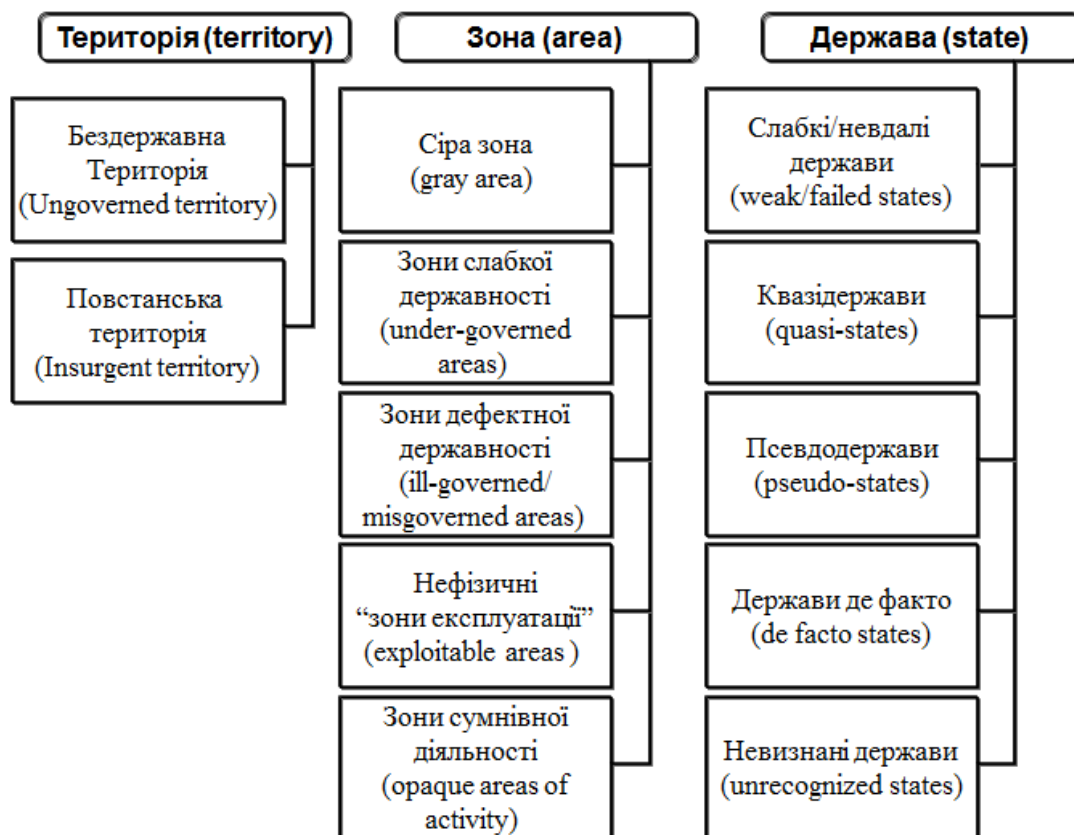 Територія (territory)
Бездержавна
Територія
(Ungoverned territory)
Повстанська
територія
(Insurgent territory)
Зона (area)
Сіра зона
(gray area)
Зони слабкої
державності
(under-governed
areas)
Зони дефектної
державності
(ill-governed/
misgoverned areas)
Нефізичні
“зони експлуатації”
(exploitable areas )
Зони сумнівної
діяльності
(opaque areas of
activity)
Держава (state)
Слабкі/невдалі
держави
(weak/failed states)
Квазідержави
(quasi-states)
Псевдодержави
(pseudo-states)
Держави де факто
(de facto states)
Невизнані держави
(unrecognized states)